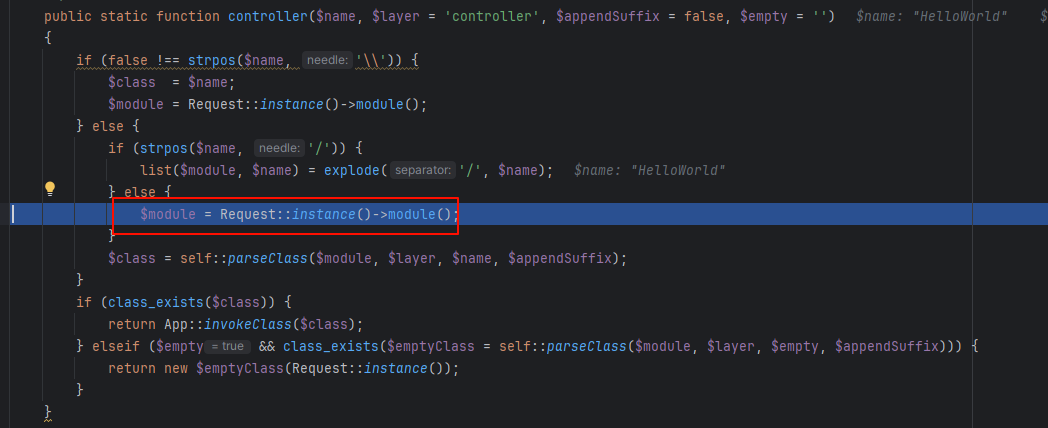 public static function controller($name, $layer = 'controller', $appendSuffix = false, $empty = '')   $name: "HelloWorld"    $
{
    if (false !== strpos($name, needle: '\\')) {
        $class  = $name;
        $module = Request::instance()->module();
    } else {
        if (strpos($name, needle: '/')) {
            list($module, $name) = explode( separator: '/', $name);   $name: "HelloWorld"
        } else {
            $module = Request::instance()->module();
        }
        $class = self::parseClass($module, $layer, $name, $appendSuffix);
    }
    if (class_exists($class)) {
        return App::invokeClass($class);
    } elseif ($empty = true && class_exists($emptyClass = self::parseClass($module, $layer, $empty, $appendSuffix))) {
        return new $emptyClass(Request::instance());
    }
}